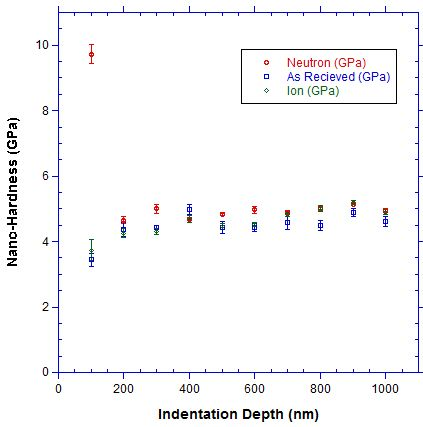 10
8
6
4
2
0
Nano-Hardness (GPa)
Neutron (GPa)
As Recieved (GPa)
Ion (GPa)
0 200 400 600 800 1000
Indentation Depth (nm)